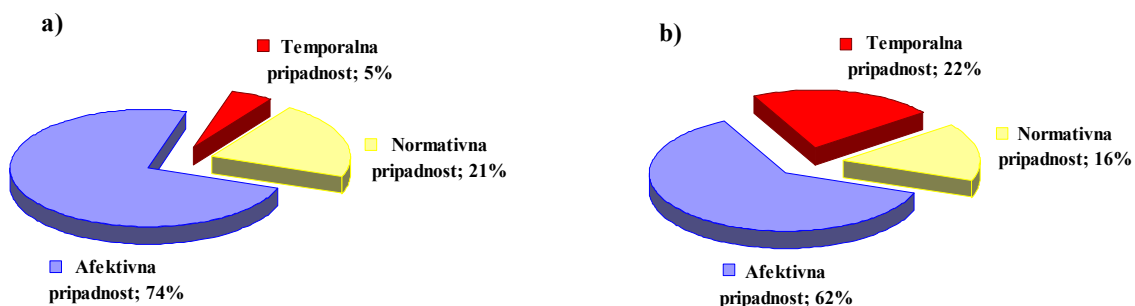 a)
Temporalna
pripadnost; 5%
Normativna
pripadnost; 21%
Afektivna
pripadnost; 74%
b)
Temporalna
pripadnost; 22%
Normativna
pripadnost; 16%
Afektivna
pripadnost; 62%